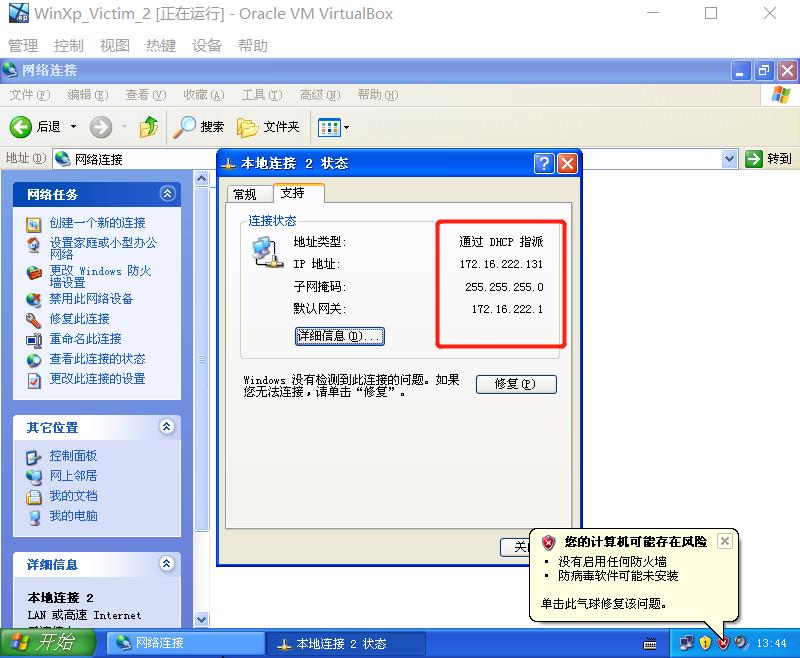 WinXp_Victim_2 [正在运行] - Oracle VM VirtualBox
管理 控制 视图 热键 设备 帮助
网络连接
文件(F) 编辑(E) 查看(V) 收藏(A) 工具(T) 高级(N) 帮助(H)
后退 搜索 文件夹
地址(D) 网络连接 转到
网络任务
创建一个新的连接
设置家庭或小型办公
网络
更改 Windows 防火
墙设置
禁用此网络设备
修复此连接
重命名此连接
查看此连接的状态
更改此连接的设置
其它位置
控制面板
网上邻居
我的文档
我的电脑
详细信息
本地连接 2
LAN 或高速 Internet
本地连接 2 状态
常规 支持
连接状态
地址类型: 通过 DHCP 指派
IP 地址: 172.16.222.131
子网掩码: 255.255.255.0
默认网关: 172.16.222.1
详细信息(D)...
Windows 没有检测到此连接的问题。如果
您无法连接，请单击“修复”。
修复(P)
关
您的计算机可能存在风险
• 没有启用任何防火墙
• 防病毒软件可能未安装
单击此气球修复该问题。
开始 网络连接 本地连接 2 状态 13:44